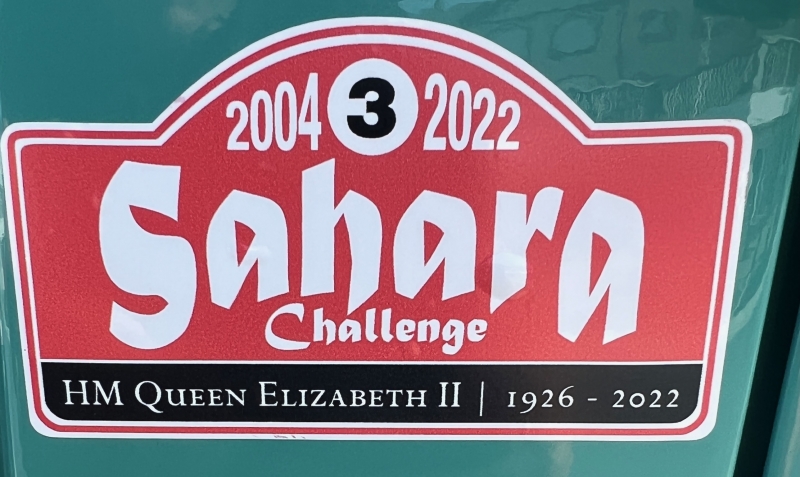 2004 3 2022
Sahara
Challenge
HM Queen Elizabeth II | 1926 - 2022